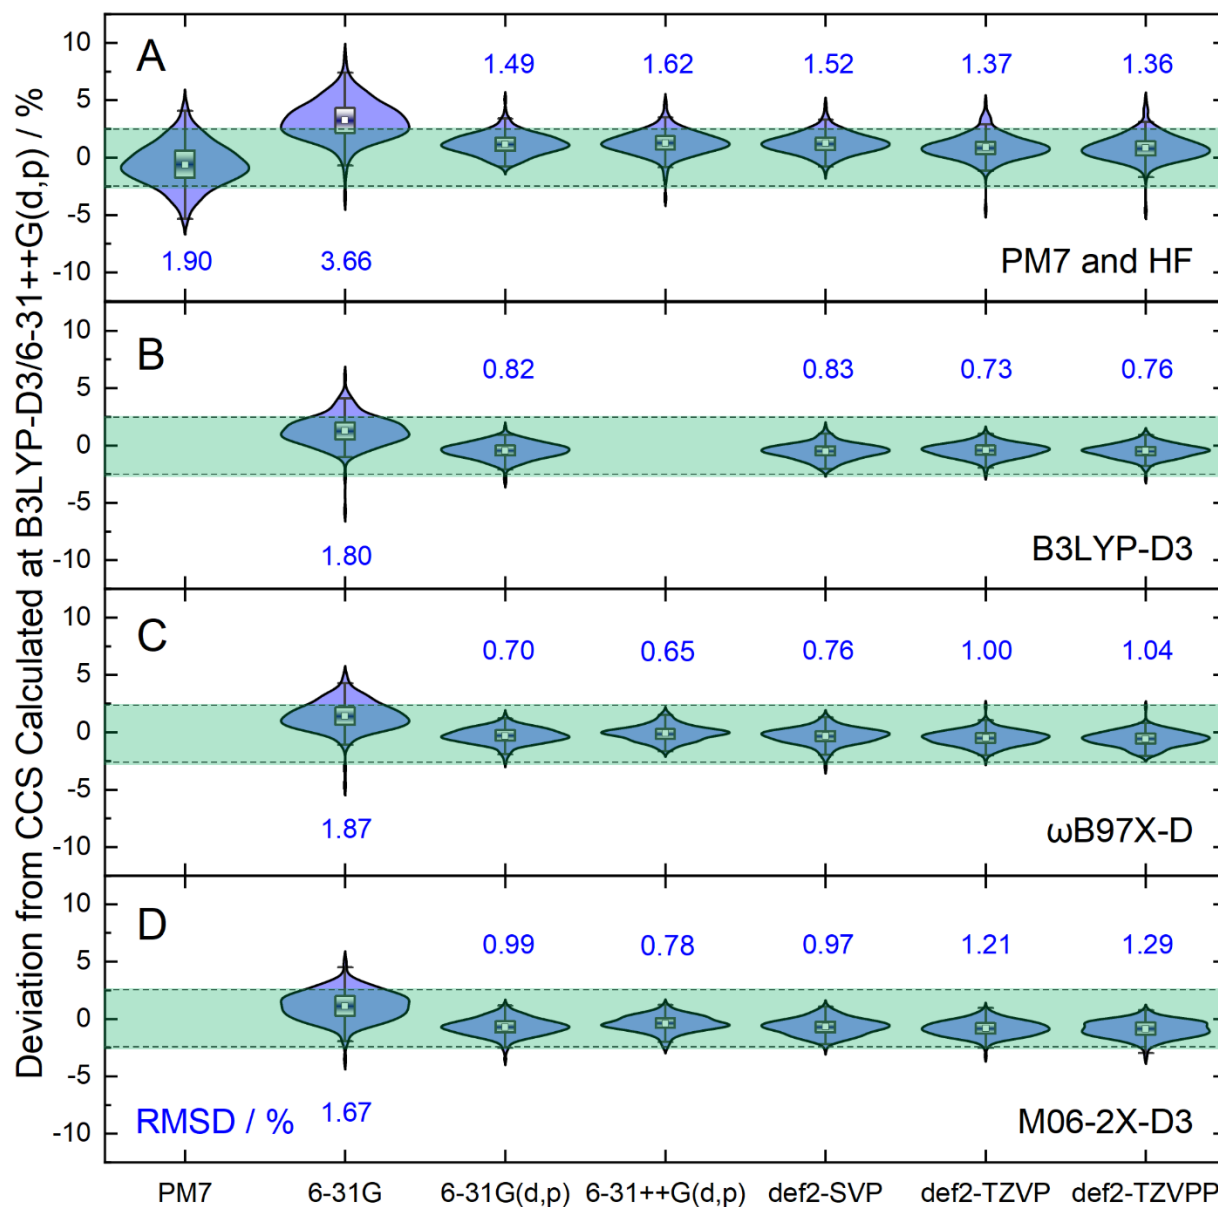 Deviation from CCS Calculated at B3LYP-D3/6-31++G(d,p) / %
A
10
5
0
-5
-10
1.49
1.62
1.52
1.37
1.36
1.90
3.66
PM7 and HF
B
10
5
0
-5
-10
0.82
0.83
0.73
0.76
1.80
B3LYP-D3
C
10
5
0
-5
-10
0.70
0.65
0.76
1.00
1.04
1.87
ωB97X-D
D
10
5
0
-5
-10
0.99
0.78
0.97
1.21
1.29
RMSD / %
1.67
M06-2X-D3
PM7
6-31G
6-31G(d,p)
6-31++G(d,p)
def2-SVP
def2-TZVP
def2-TZVPP